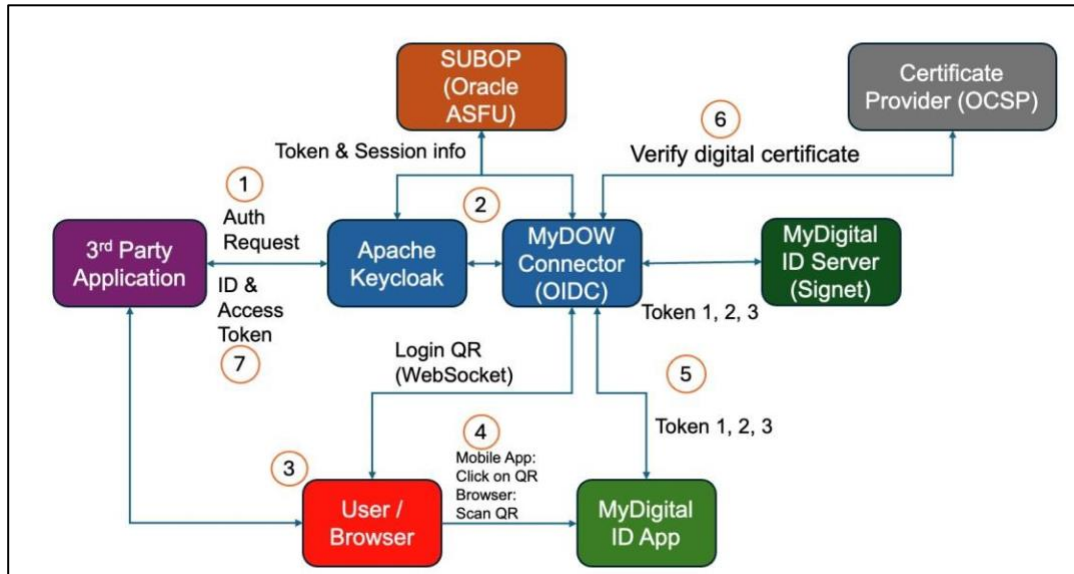 SUBOP
(Oracle
ASFU)
Certificate
Provider (OCSP)
6
Token & Session info
Verify digital certificate
1
Auth
Request
2
3rd Party
Application
Apache
Keycloak
MyDOW
Connector
(OIDC)
MyDigital
ID Server
(Signet)
ID &
Access
Token
7
Token 1, 2, 3
Login QR
(WebSocket)
5
Token 1, 2, 3
4
Mobile App:
Click on QR
Browser:
Scan QR
3
User /
Browser
MyDigital
ID App